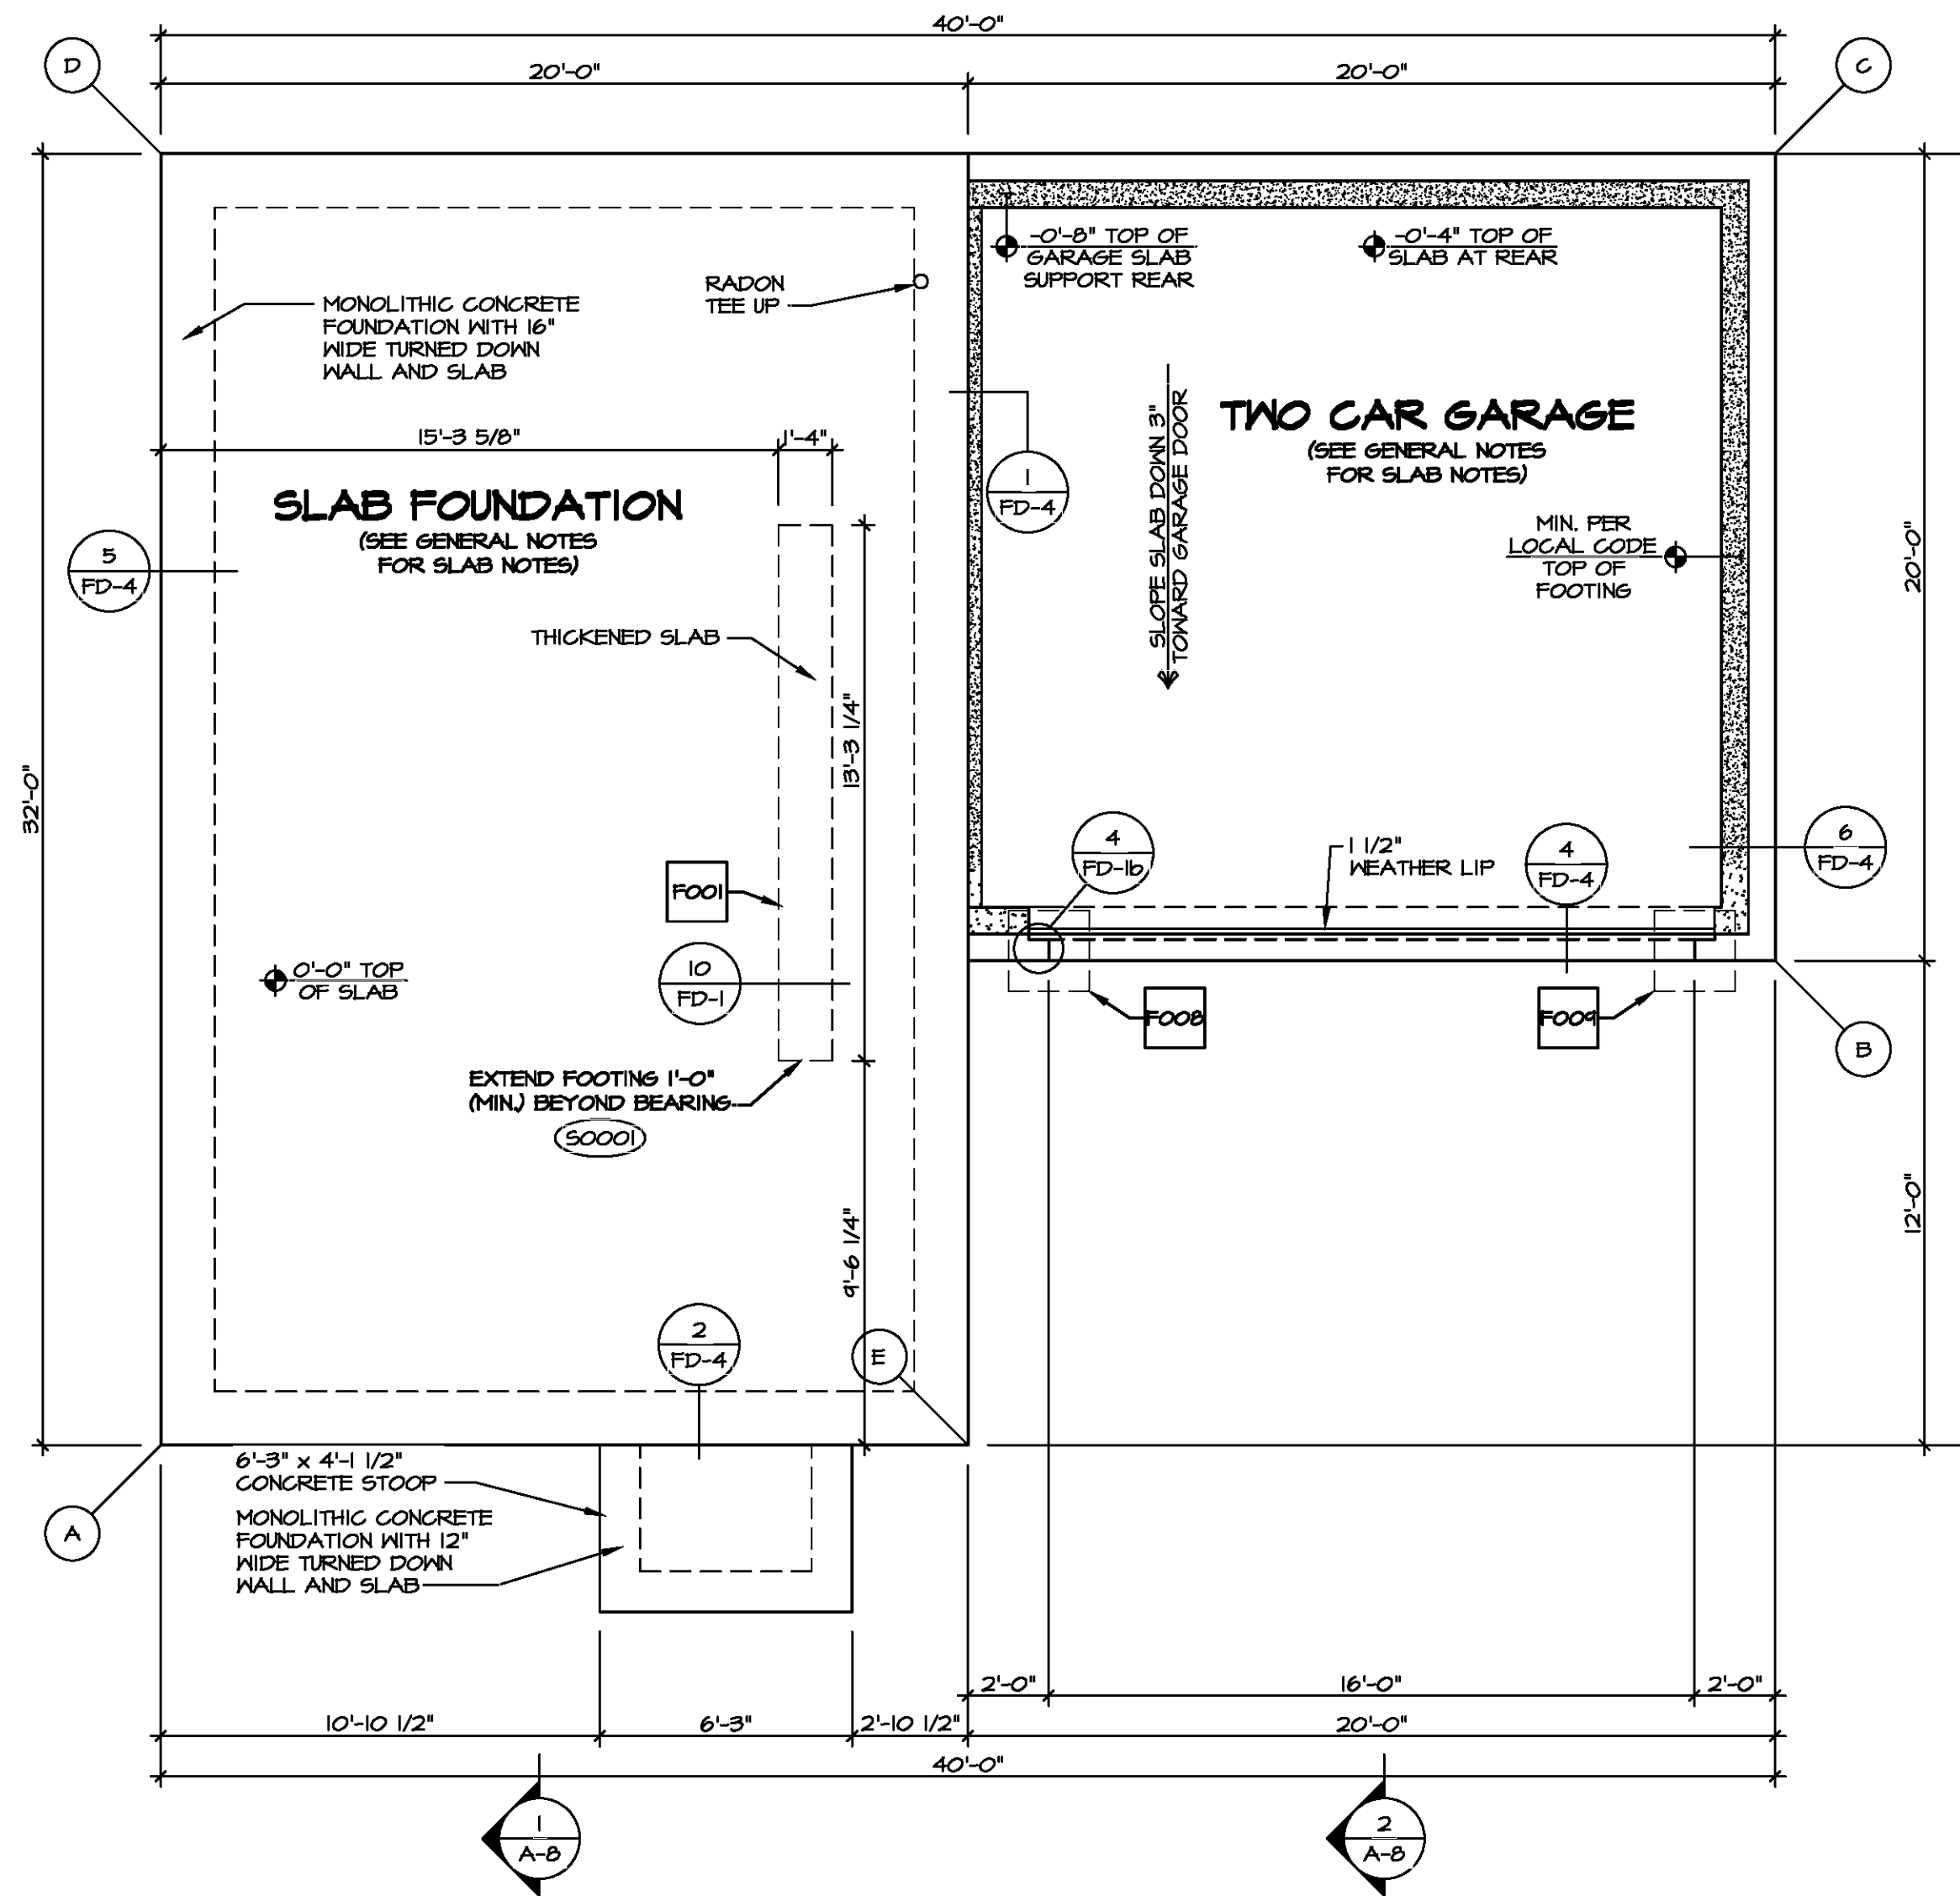 40'-0"
D
C
20'-0"
20'-0"
-0'-8" TOP OF
GARAGE SLAB
SUPPORT REAR
-0'-4" TOP OF
SLAB AT REAR
RADON
TEE UP
MONOLITHIC CONCRETE
FOUNDATION WITH 16"
WIDE TURNED DOWN
WALL AND SLAB
SLOPE SLAB DOWN 3"
TOWARD GARAGE DOOR
TWO CAR GARAGE
(SEE GENERAL NOTES
FOR SLAB NOTES)
15'-3 5/8"
1'-4"
SLAB FOUNDATION
(SEE GENERAL NOTES
FOR SLAB NOTES)
1
FD-4
MIN. PER
LOCAL CODE
TOP OF
FOOTING
20'-0"
5
FD-4
THICKENED SLAB
13'-3 1/4"
32'-0"
4
FD-1b
1 1/2"
WEATHER LIP
4
FD-4
6
FD-4
F001
0'-0" TOP
OF SLAB
10
FD-1
F008
F009
B
EXTEND FOOTING 1'-0"
(MIN.) BEYOND BEARING
S0001
9'-6 1/4"
12'-0"
2
FD-4
E
6'-3" x 4'-1 1/2"
CONCRETE STOOP
MONOLITHIC CONCRETE
FOUNDATION WITH 12"
WIDE TURNED DOWN
WALL AND SLAB
A
2'-0"
16'-0"
2'-0"
10'-10 1/2"
6'-3"
2'-10 1/2"
20'-0"
40'-0"
1
A-8
2
A-8